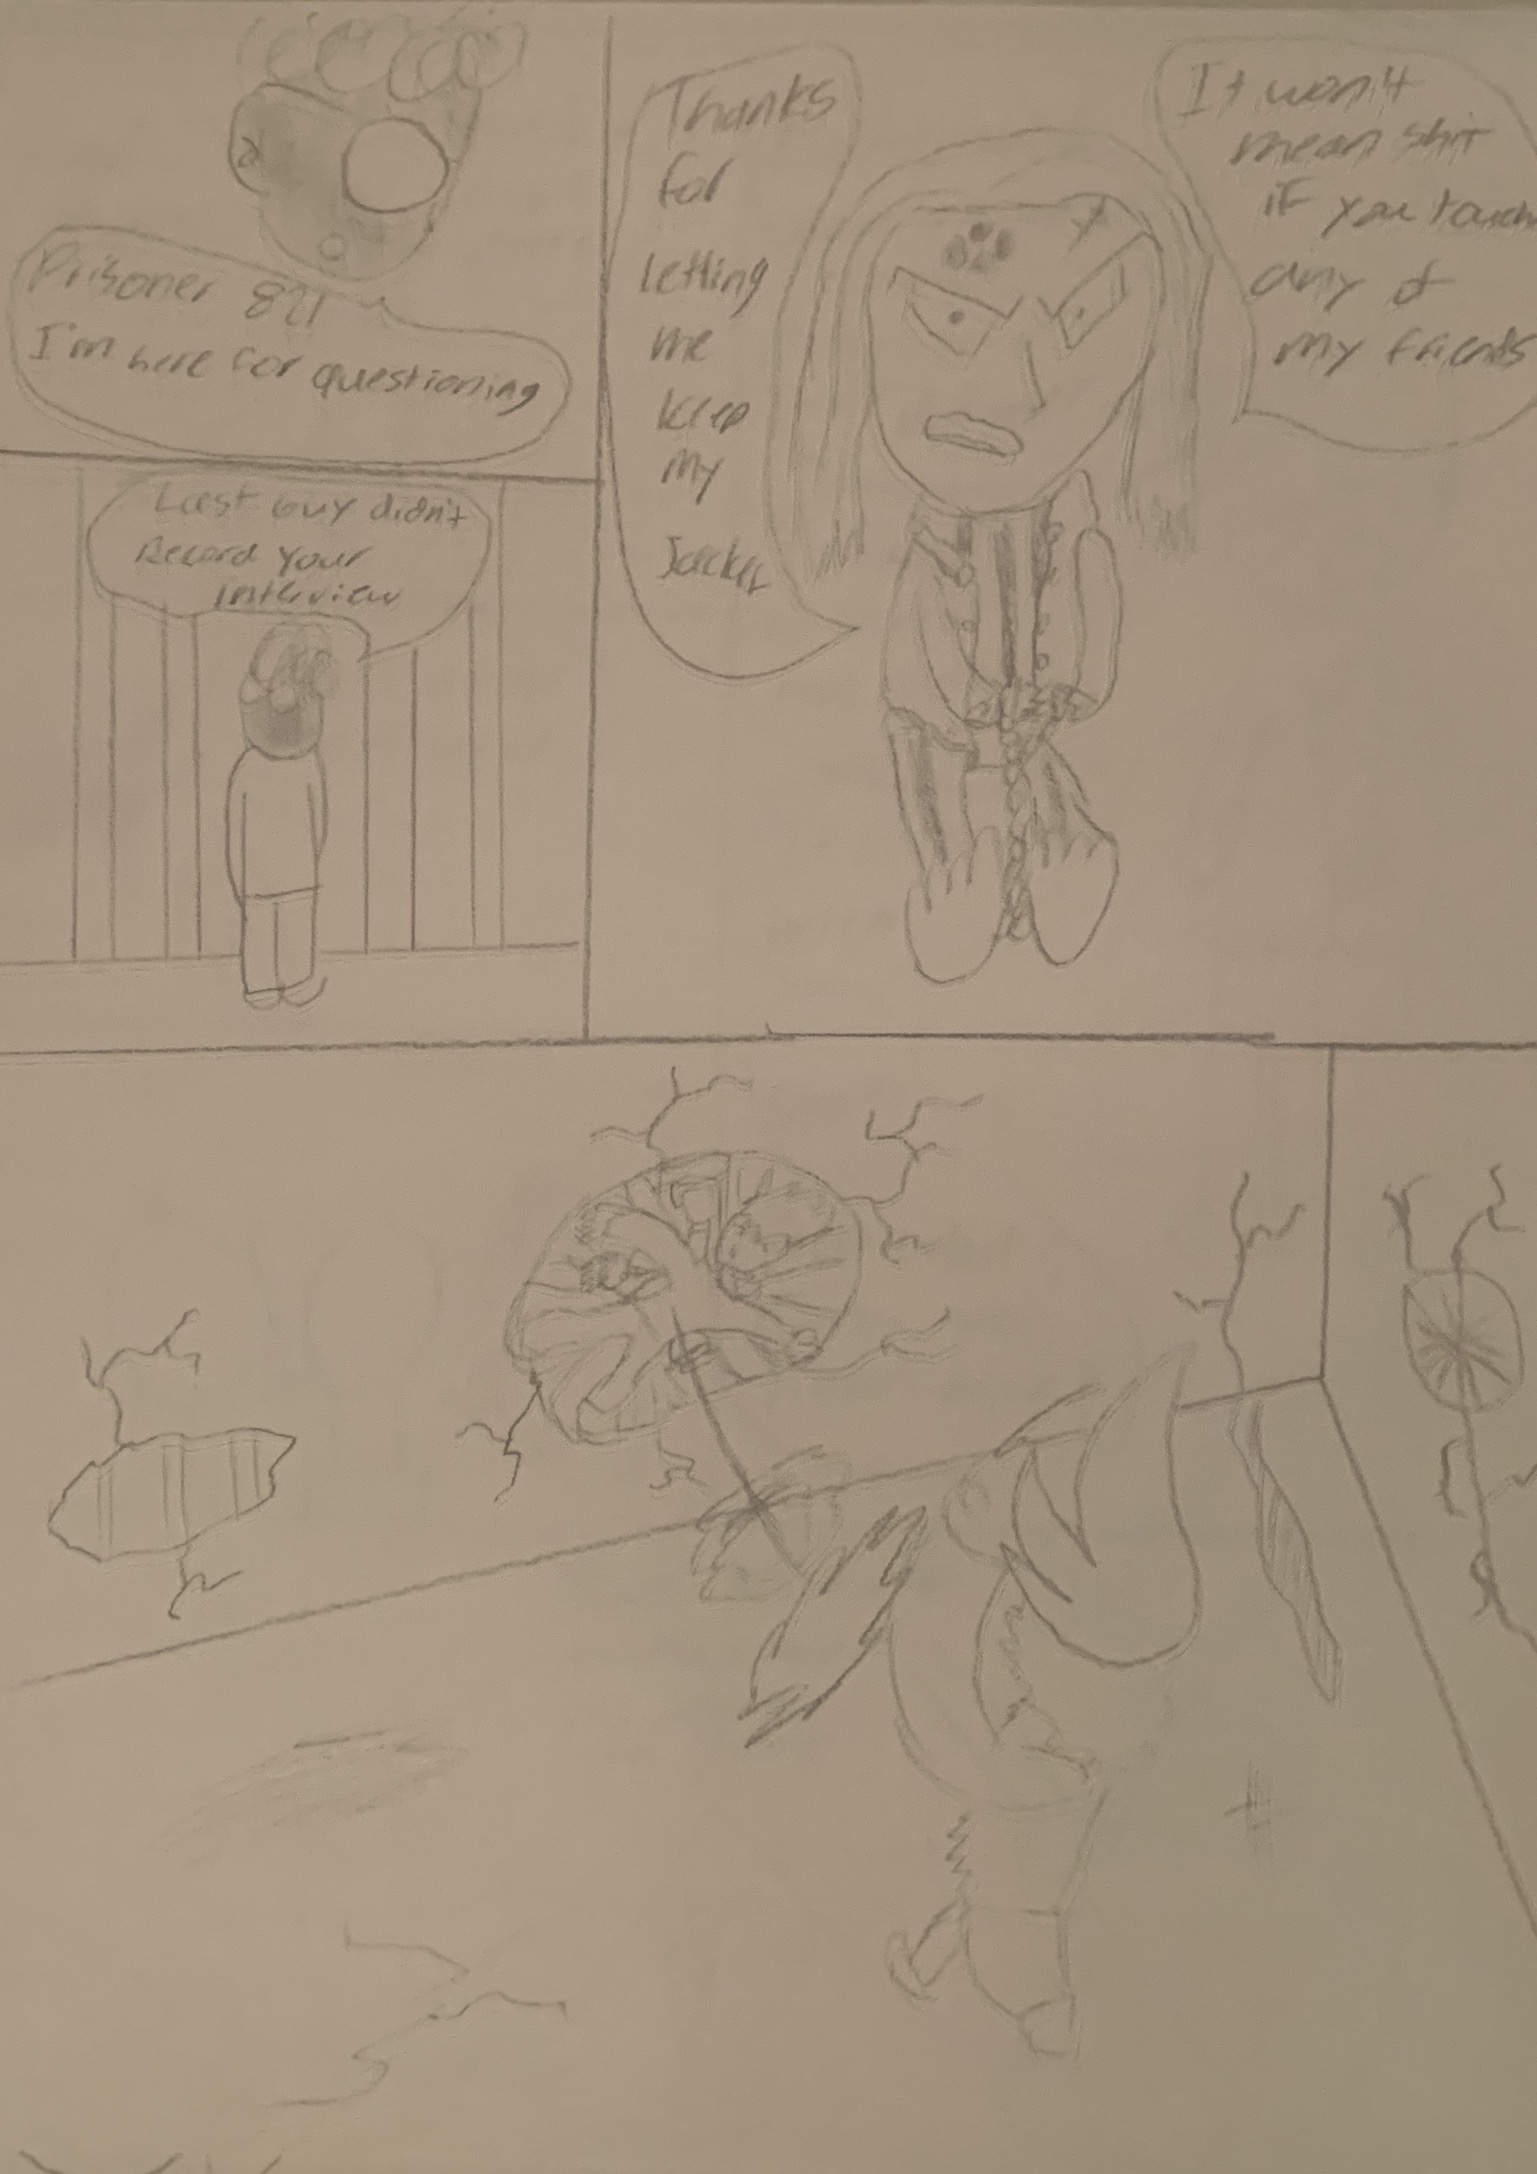 Prisoner 821
I'm here for questioning
Last Guy didn't
Record your
interview
Thanks
for
Letting
me
keep
My
Jacket
It won't
mean shit
if you touch
any of
my friends